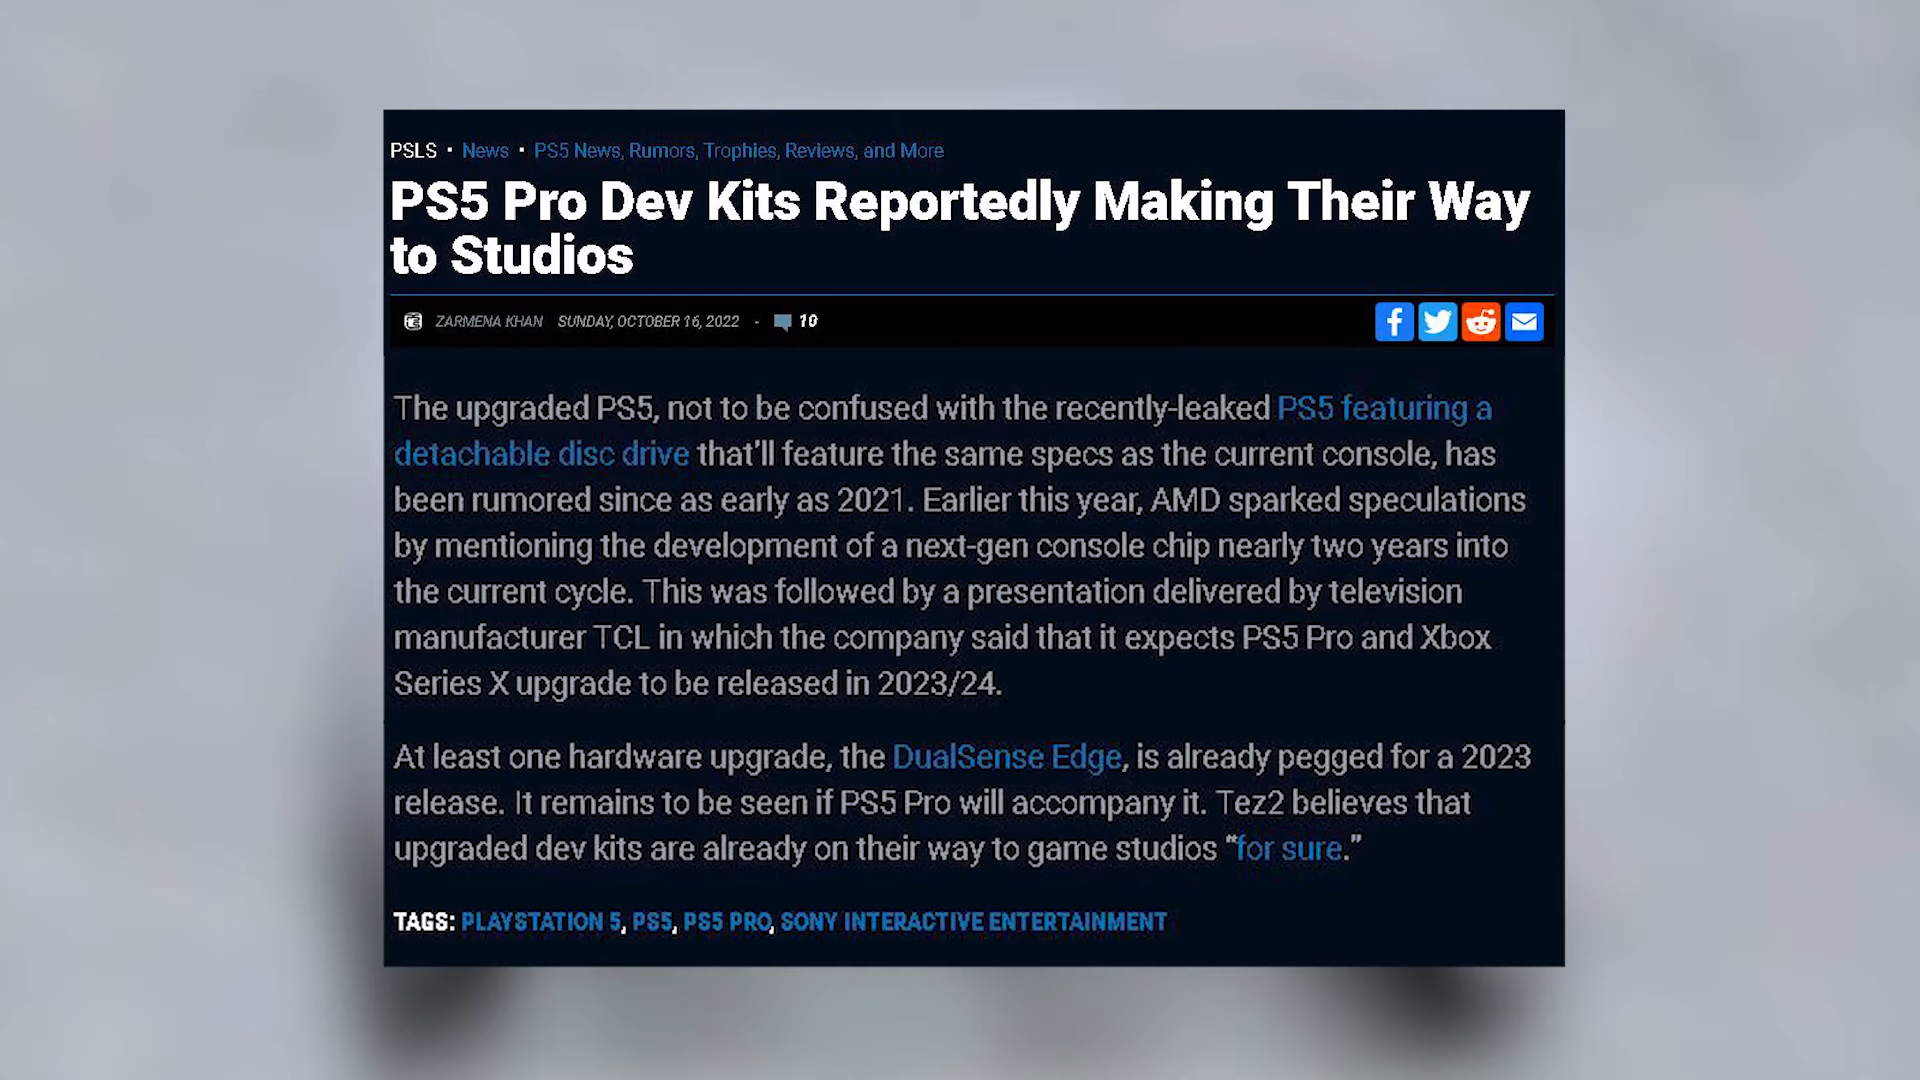 PSLS • News • PS5 News, Rumors, Trophies, Reviews, and More
PS5 Pro Dev Kits Reportedly Making Their Way
to Studios
ZARMENA KHAN SUNDAY, OCTOBER 16, 2022 - 10
The upgraded PS5, not to be confused with the recently-leaked PS5 featuring a
detachable disc drive that'll feature the same specs as the current console, has
been rumored since as early as 2021. Earlier this year, AMD sparked speculations
by mentioning the development of a next-gen console chip nearly two years into
the current cycle. This was followed by a presentation delivered by television
manufacturer TCL in which the company said that it expects PS5 Pro and Xbox
Series X upgrade to be released in 2023/24.
At least one hardware upgrade, the DualSense Edge, is already pegged for a 2023
release. It remains to be seen if PS5 Pro will accompany it. Tez2 believes that
upgraded dev kits are already on their way to game studios “for sure.”
TAGS: PLAYSTATION 5, PS5, PS5 PRO, SONY INTERACTIVE ENTERTAINMENT